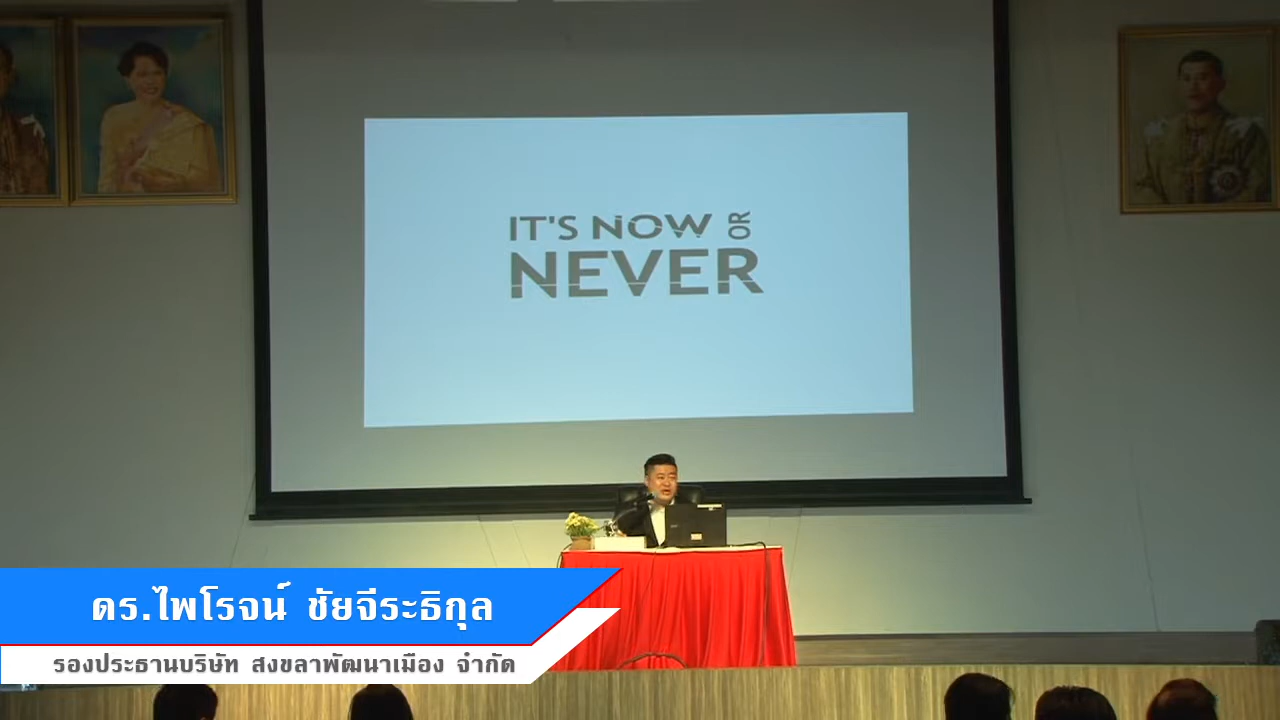 IT'S NOW OR
NEVER
ดร.ไพโรจน์ ชัยจีระธิกุล
รองประธานบริษัท สงขลาพัฒนาเมือง จำกัด